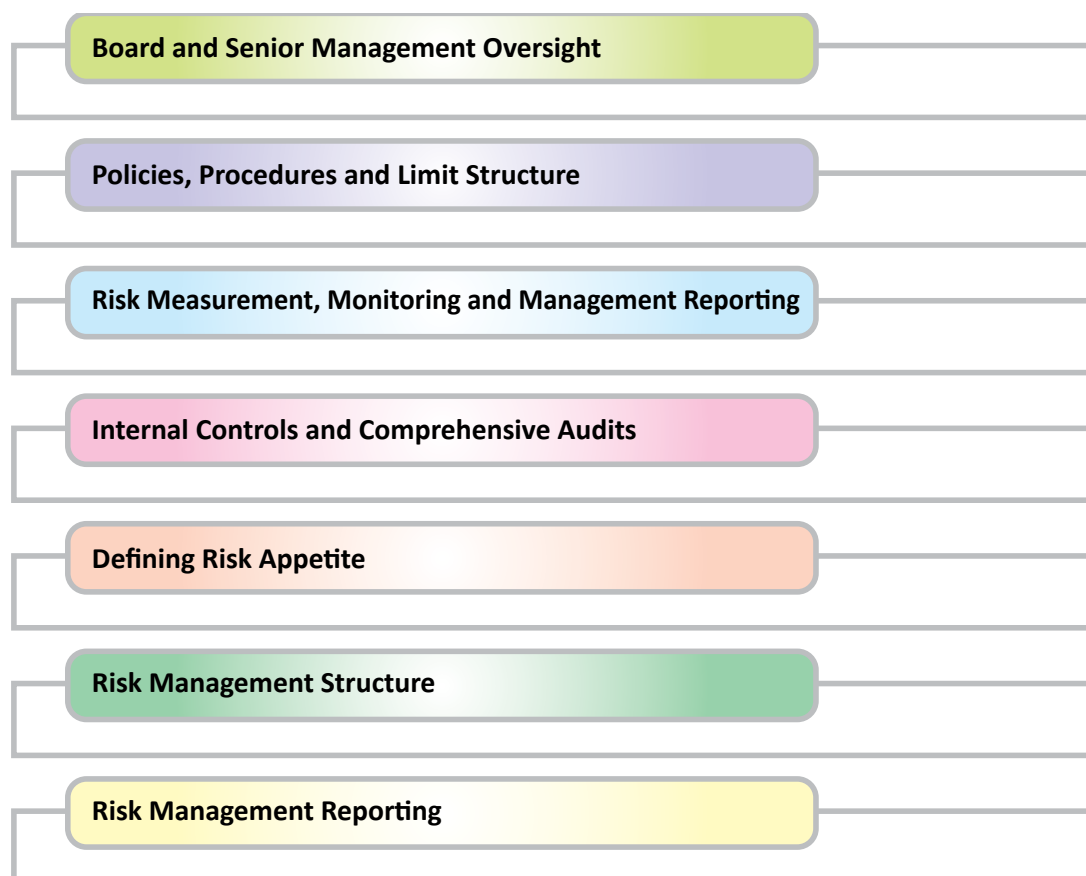 Board and Senior Management Oversight
Policies, Procedures and Limit Structure
Risk Measurement, Monitoring and Management Reporting
Internal Controls and Comprehensive Audits
Defining Risk Appetite
Risk Management Structure
Risk Management Reporting